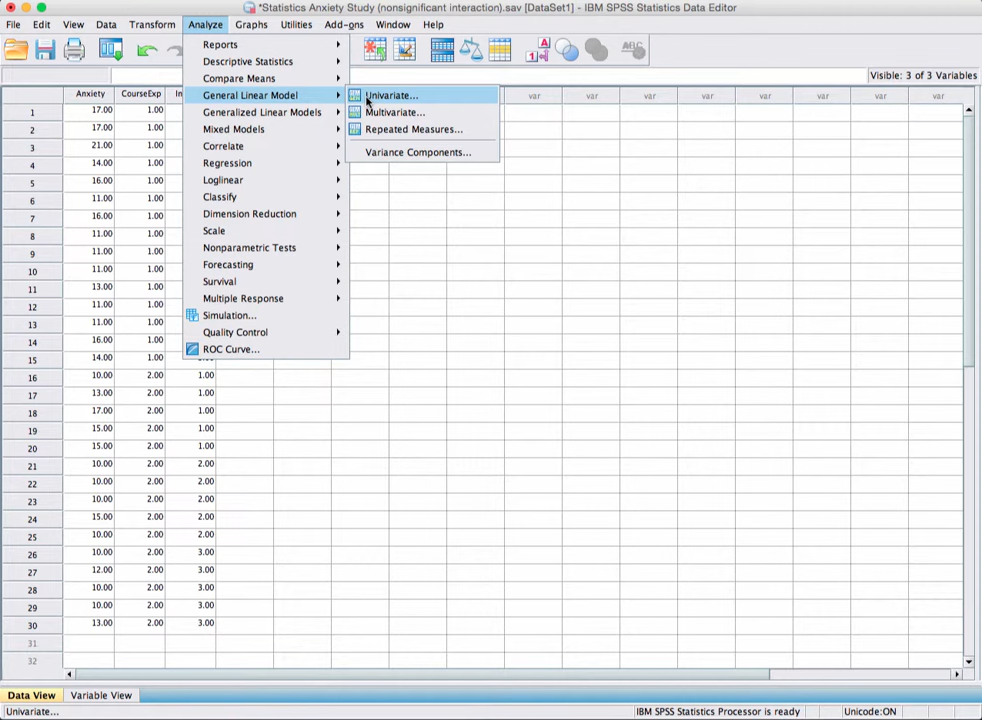 *Statistics Anxiety Study (nonsignificant interaction).sav [DataSet1] - IBM SPSS Statistics Data Editor
File Edit View Data Transform Analyze Graphs Utilities Add-ons Window Help
Visible: 3 of 3 Variables
Reports
Descriptive Statistics
Compare Means
General Linear Model
Generalized Linear Models
Mixed Models
Correlate
Regression
Loglinear
Classify
Dimension Reduction
Scale
Nonparametric Tests
Forecasting
Survival
Multiple Response
Simulation...
Quality Control
ROC Curve...
Univariate...
Multivariate...
Repeated Measures...
Variance Components...
Anxiety CourseExp In var var var var var var var var
1 17.00 1.00
2 17.00 1.00
3 21.00 1.00
4 14.00 1.00
5 16.00 1.00
6 11.00 1.00
7 16.00 1.00
8 11.00 1.00
9 11.00 1.00
10 11.00 1.00
11 13.00 1.00
12 11.00 1.00
13 11.00 1.00
14 16.00 1.00
15 14.00 1.00
16 10.00 2.00 1.00
17 13.00 2.00 1.00
18 17.00 2.00 1.00
19 15.00 2.00 1.00
20 15.00 2.00 1.00
21 10.00 2.00 2.00
22 10.00 2.00 2.00
23 10.00 2.00 2.00
24 15.00 2.00 2.00
25 10.00 2.00 2.00
26 10.00 2.00 3.00
27 12.00 2.00 3.00
28 10.00 2.00 3.00
29 10.00 2.00 3.00
30 13.00 2.00 3.00
31
32
Data View Variable View
Univariate... IBM SPSS Statistics Processor is ready Unicode:ON